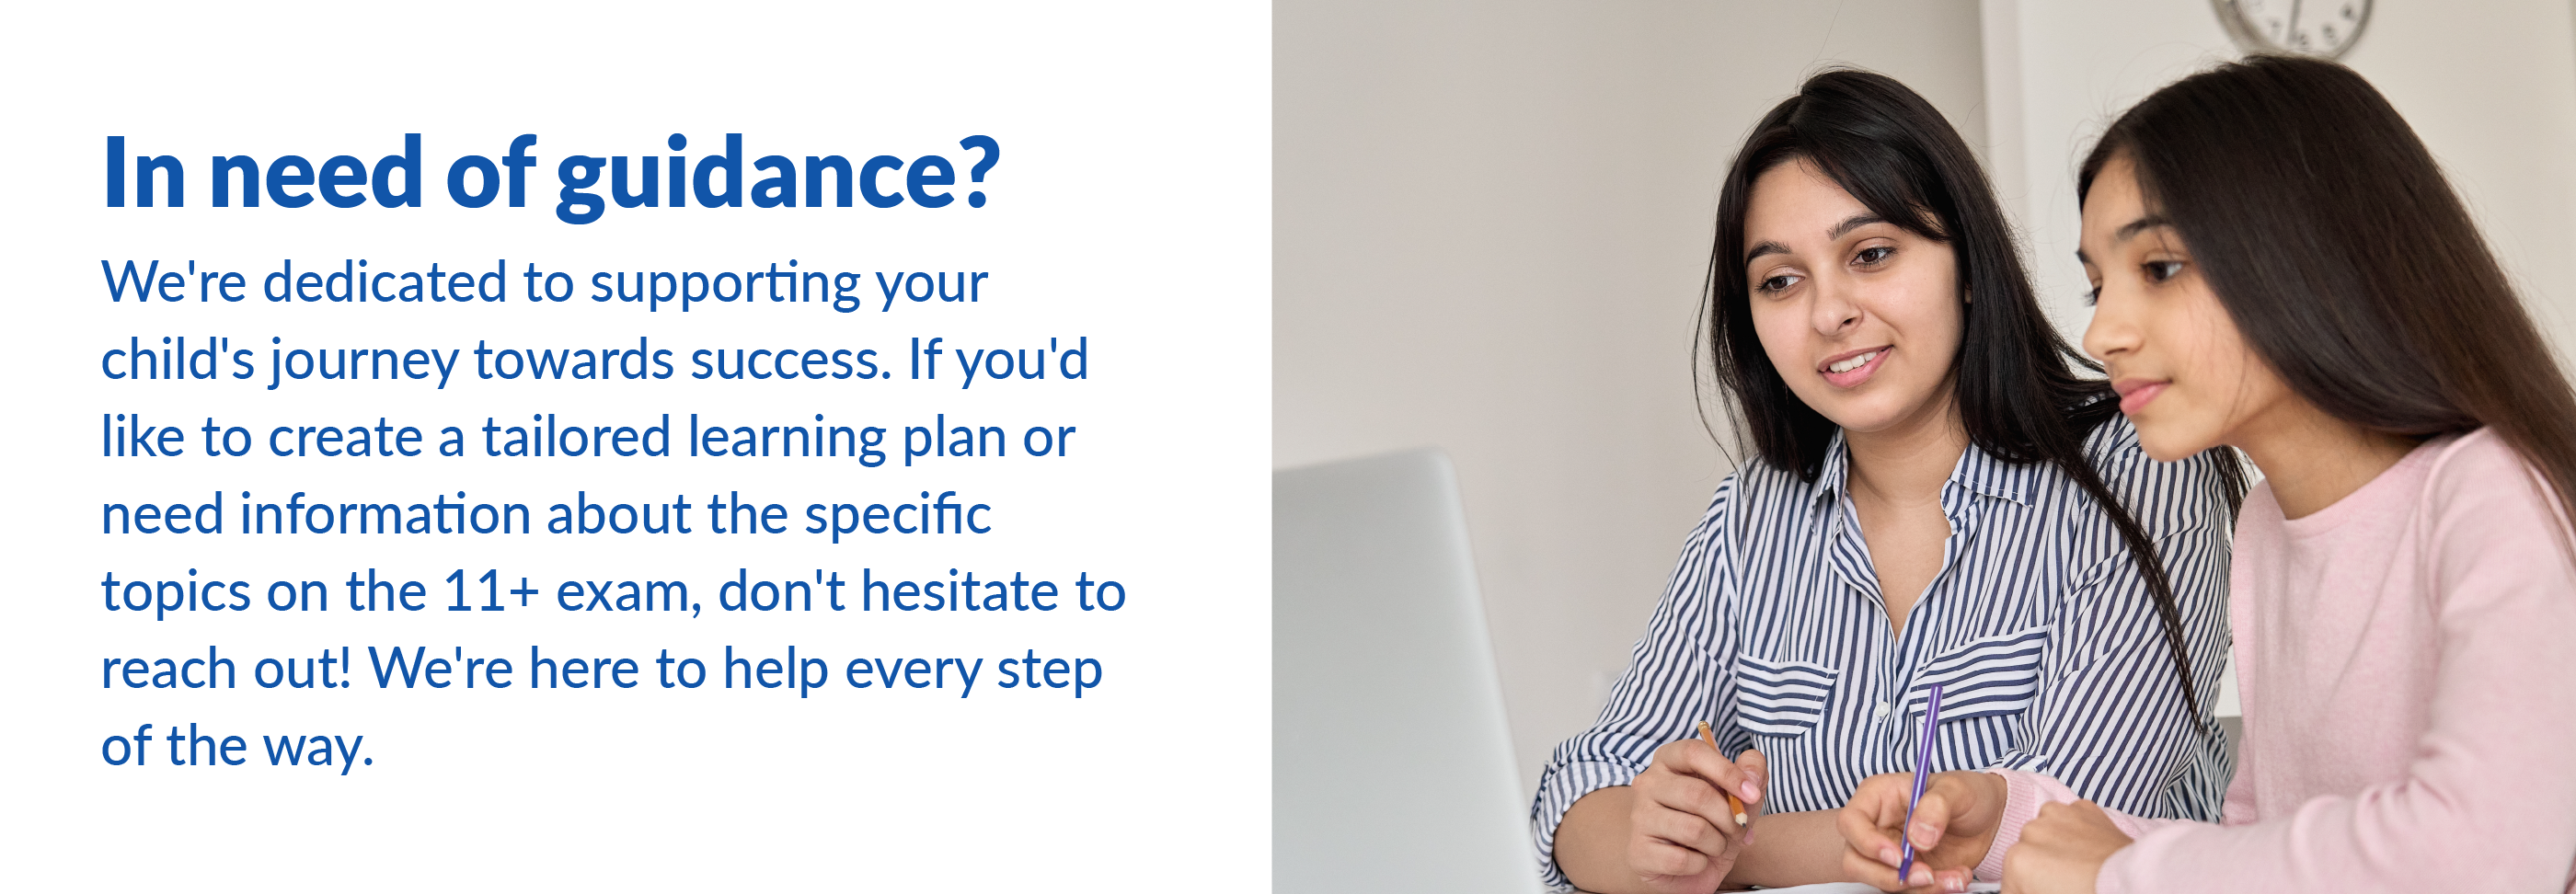 In need of guidance?
We're dedicated to supporting your
child's journey towards success. If you'd
like to create a tailored learning plan or
need information about the specific
topics on the 11+ exam, don't hesitate to
reach out! We're here to help every step
of the way.